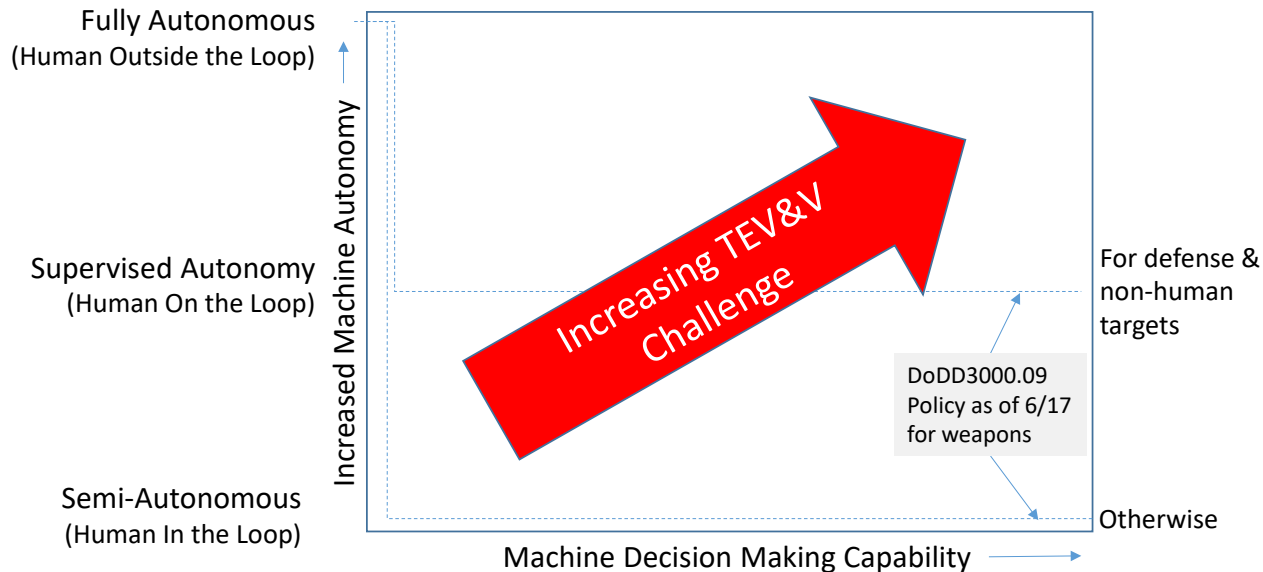 Fully Autonomous
(Human Outside the Loop)
Increased Machine Autonomy
Supervised Autonomy
(Human On the Loop)
Semi-Autonomous
(Human In the Loop)
Increasing TEV&V
Challenge
For defense &
non-human
targets
DoDD3000.09
Policy as of 6/17
for weapons
Otherwise
Machine Decision Making Capability